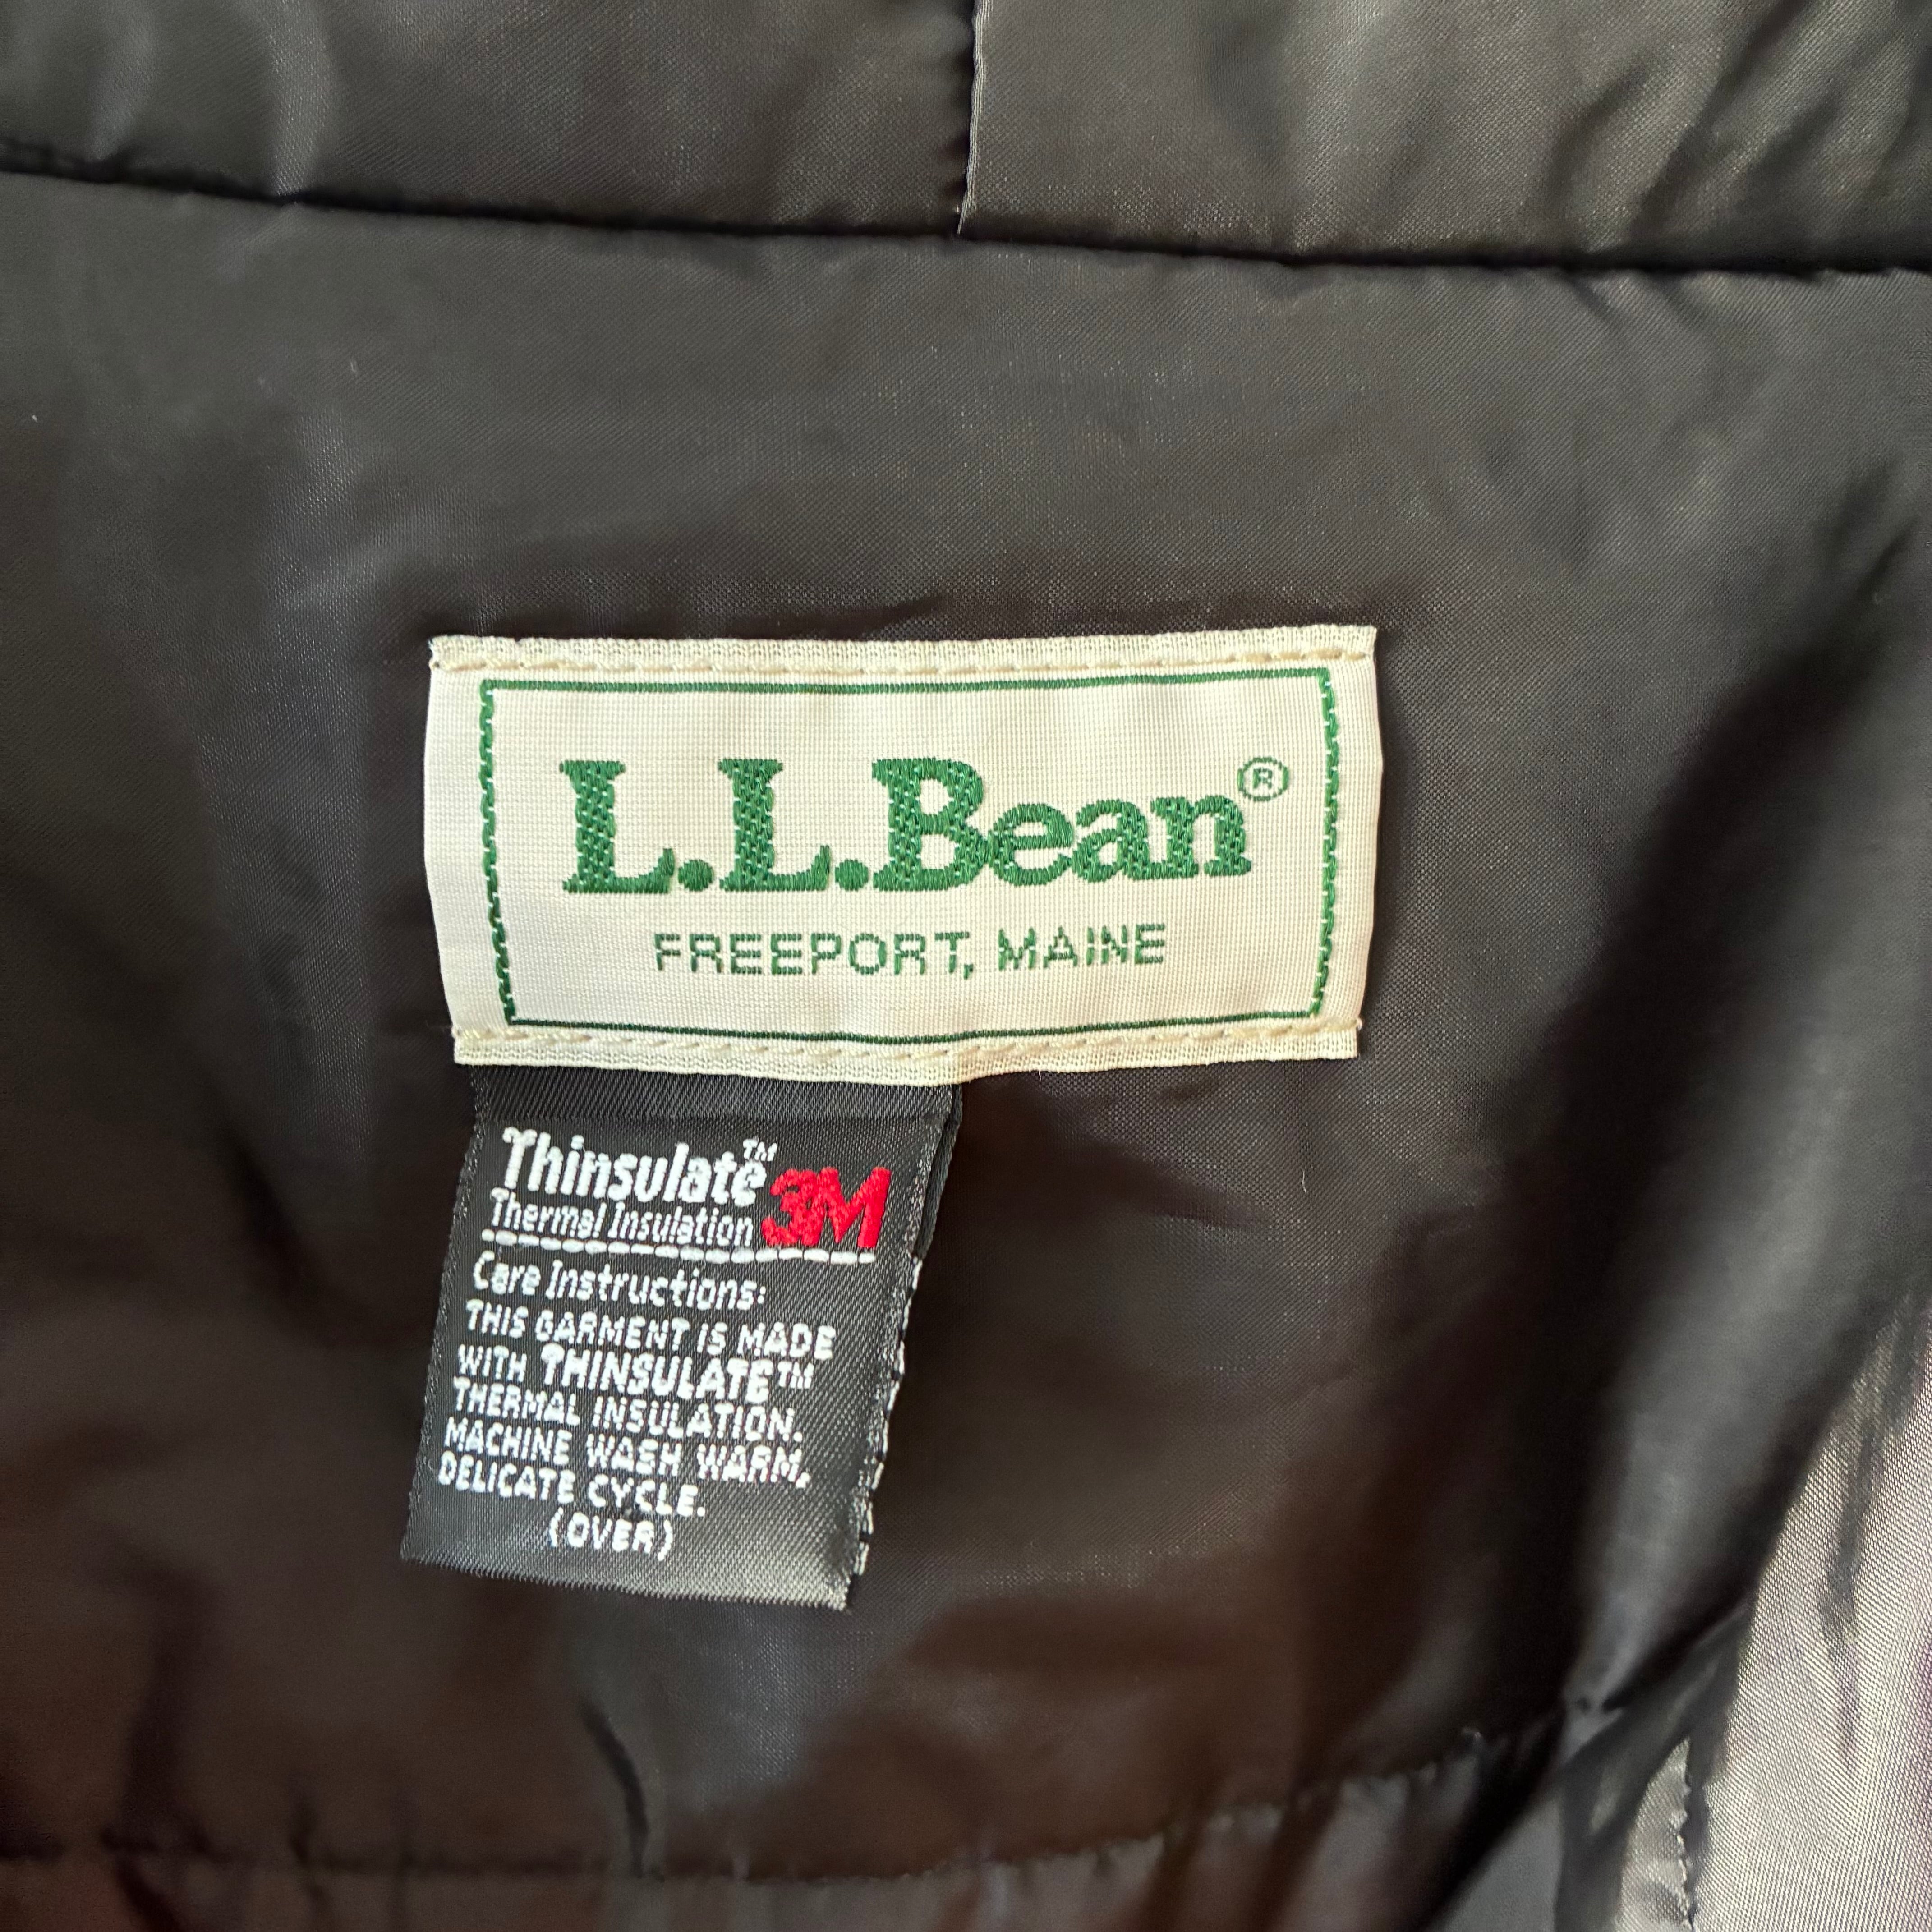 L.L.Bean®
FREEPORT, MAINE
Thinsulate™ 3M
Thermal Insulation
Care Instructions:
THIS GARMENT IS MADE
WITH THINSULATE™
THERMAL INSULATION.
MACHINE WASH WARM,
DELICATE CYCLE.
(OVER)